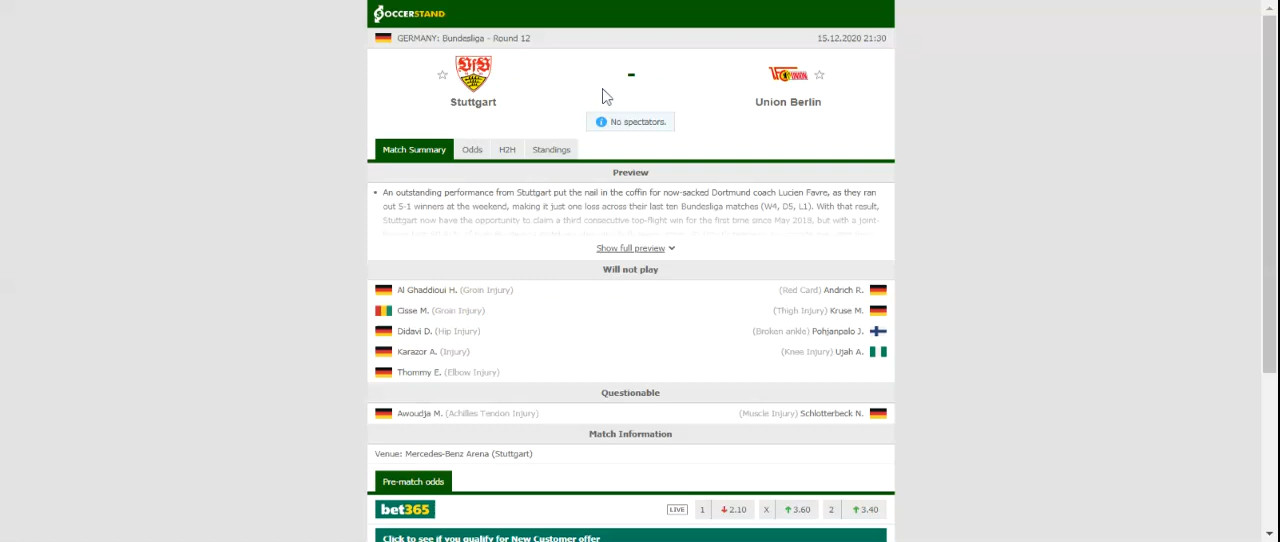 SOCCERSTAND
GERMANY: Bundesliga - Round 12 15.12.2020 21:30
VfB
1.FC UNION
-
Stuttgart Union Berlin
No spectators.
Match Summary Odds H2H Standings
Preview
An outstanding performance from Stuttgart put the nail in the coffin for now-sacked Dortmund coach Lucien Favre, as they ran
out 5-1 winners at the weekend, making it just one loss across their last ten Bundesliga matches (W4, D5, L1). With that result,
Stuttgart now have the opportunity to claim a third consecutive top-flight win for the first time since May 2018, but with a joint-
Show full preview
Will not play
Al Ghaddioui H. (Groin Injury) (Red Card) Andrich R.
Cisse M. (Groin Injury) (Thigh Injury) Kruse M.
Didavi D. (Hip Injury) (Broken ankle) Pohjanpalo J.
Karazor A. (Injury) (Knee Injury) Ujah A.
Thommy E. (Elbow Injury)
Questionable
Awoudja M. (Achilles Tendon Injury) (Muscle Injury) Schlotterbeck N.
Match Information
Venue: Mercedes-Benz Arena (Stuttgart)
Pre-match odds
bet365 LIVE 1 2.10 X 3.60 2 3.40
Click to see if you qualify for New Customer offer